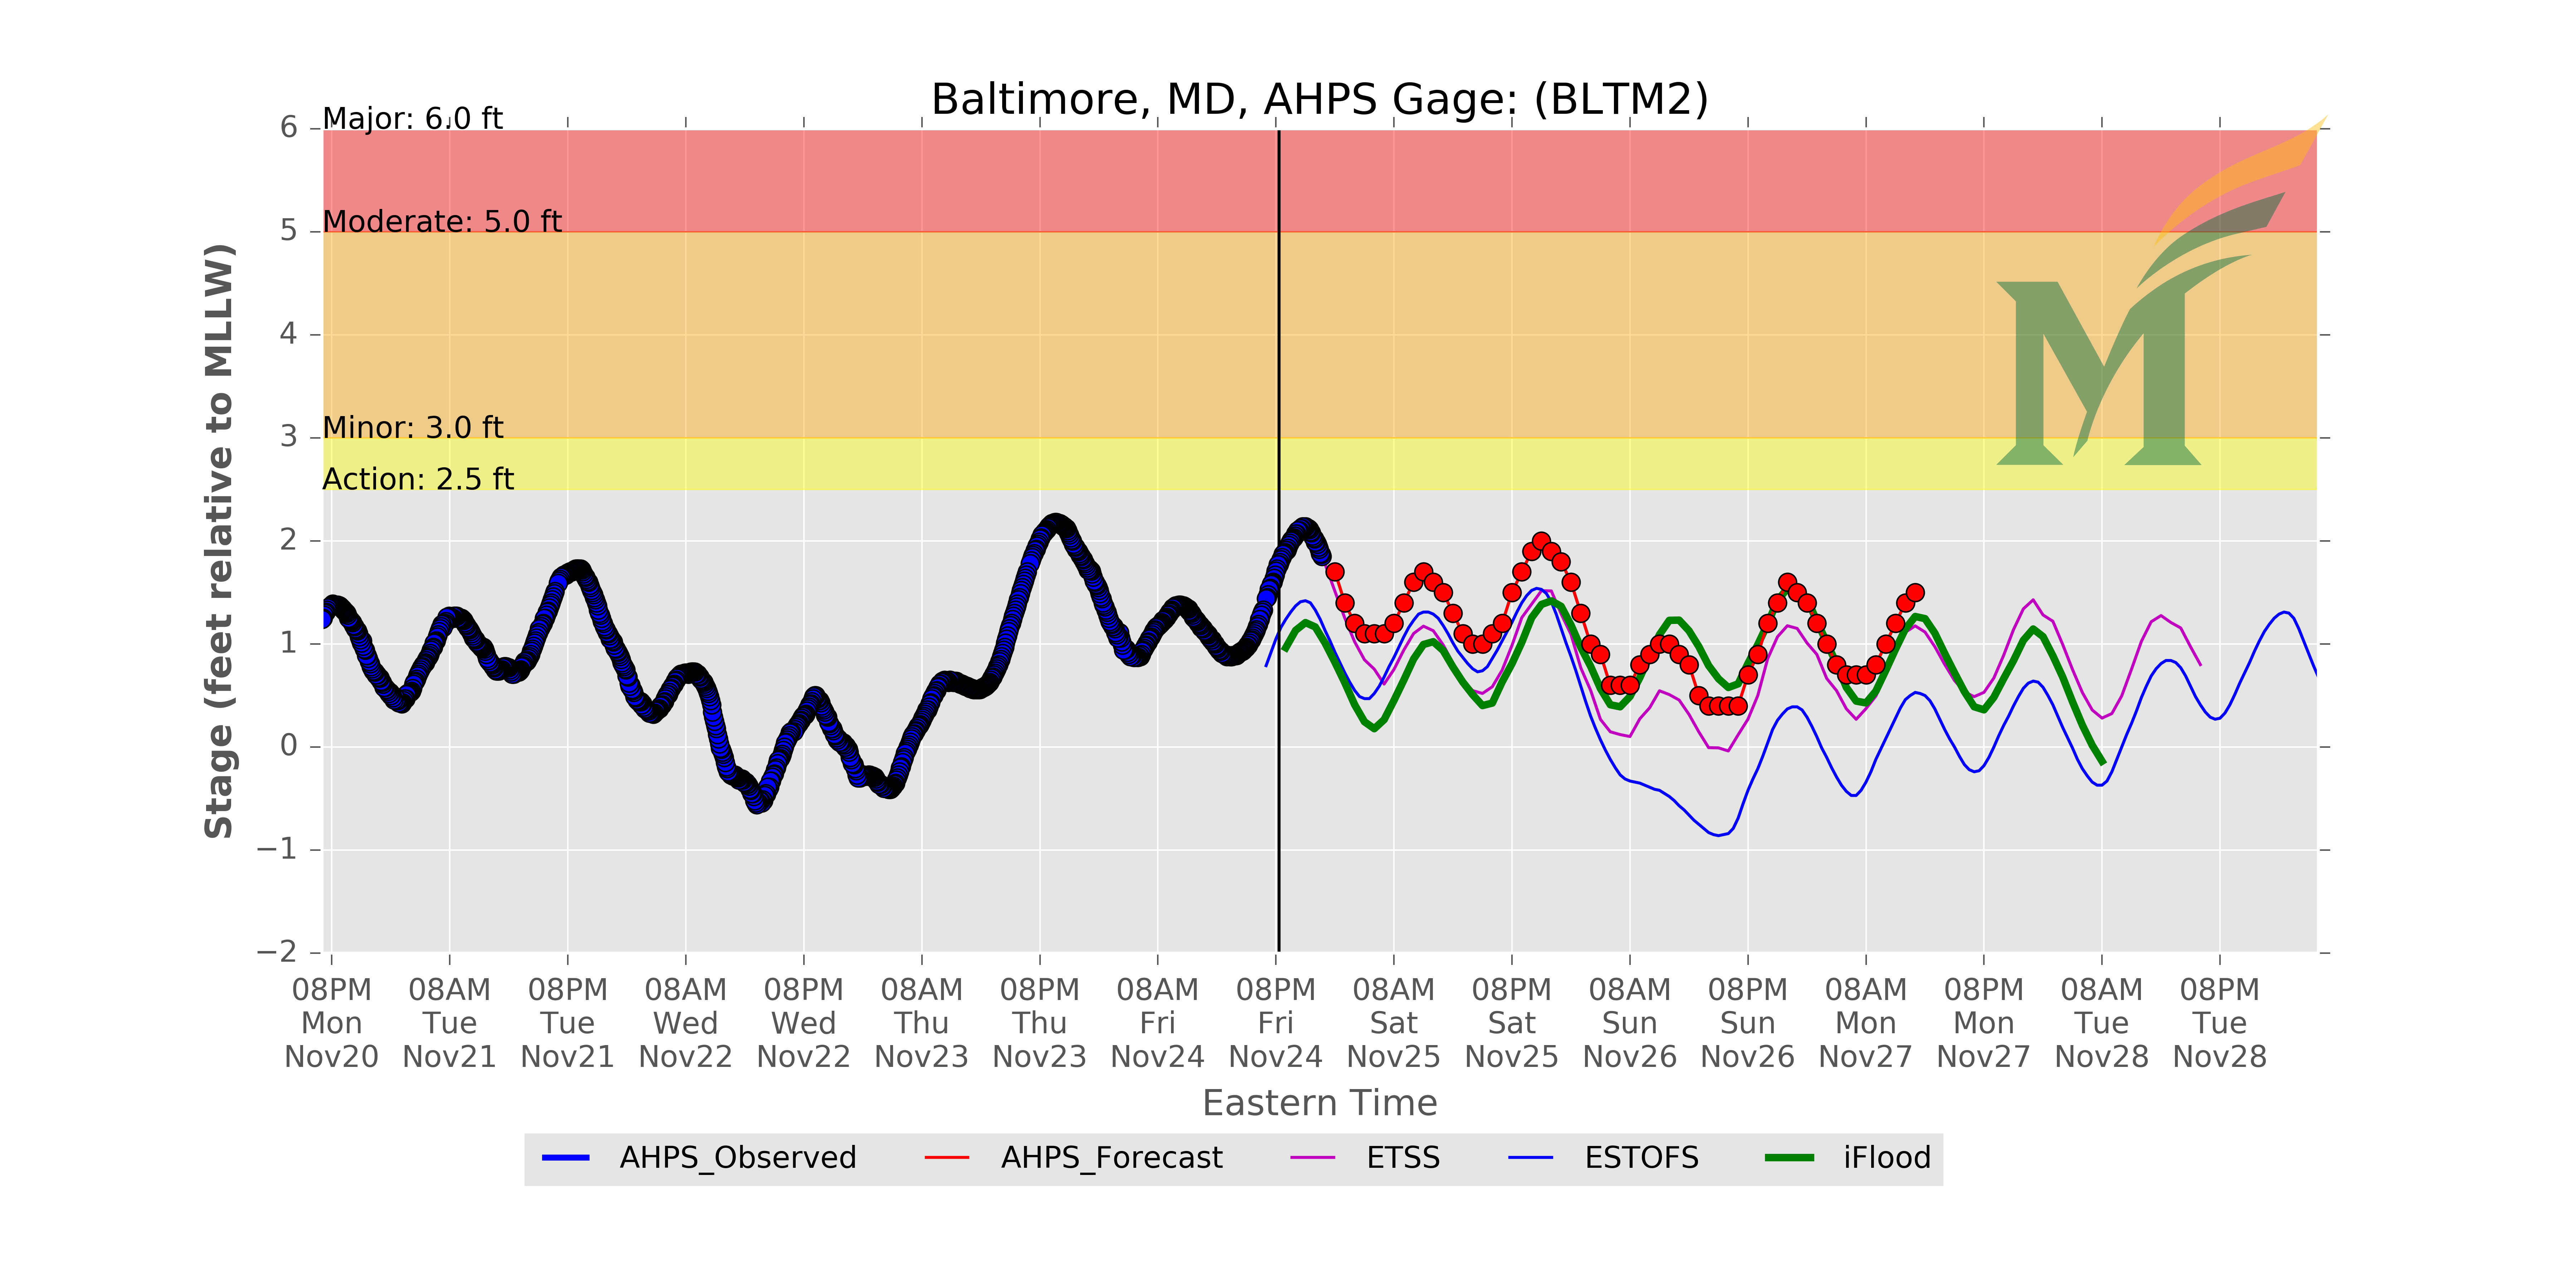 Baltimore, MD, AHPS Gage: (BLTM2)
Major: 6.0 ft
Moderate: 5.0 ft
Minor: 3.0 ft
Action: 2.5 ft
6
5
4
3
2
1
0
−1
−2
Stage (feet relative to MLLW)
08PM 08AM 08PM 08AM 08PM 08AM 08PM 08AM 08PM 08AM 08PM 08AM 08PM 08AM 08PM 08AM 08PM
Mon Tue Tue Wed Wed Thu Thu Fri Fri Sat Sat Sun Sun Mon Mon Tue Tue
Nov20 Nov21 Nov21 Nov22 Nov22 Nov23 Nov23 Nov24 Nov24 Nov25 Nov25 Nov26 Nov26 Nov27 Nov27 Nov28 Nov28
Eastern Time
AHPS_Observed AHPS_Forecast ETSS ESTOFS iFlood
M